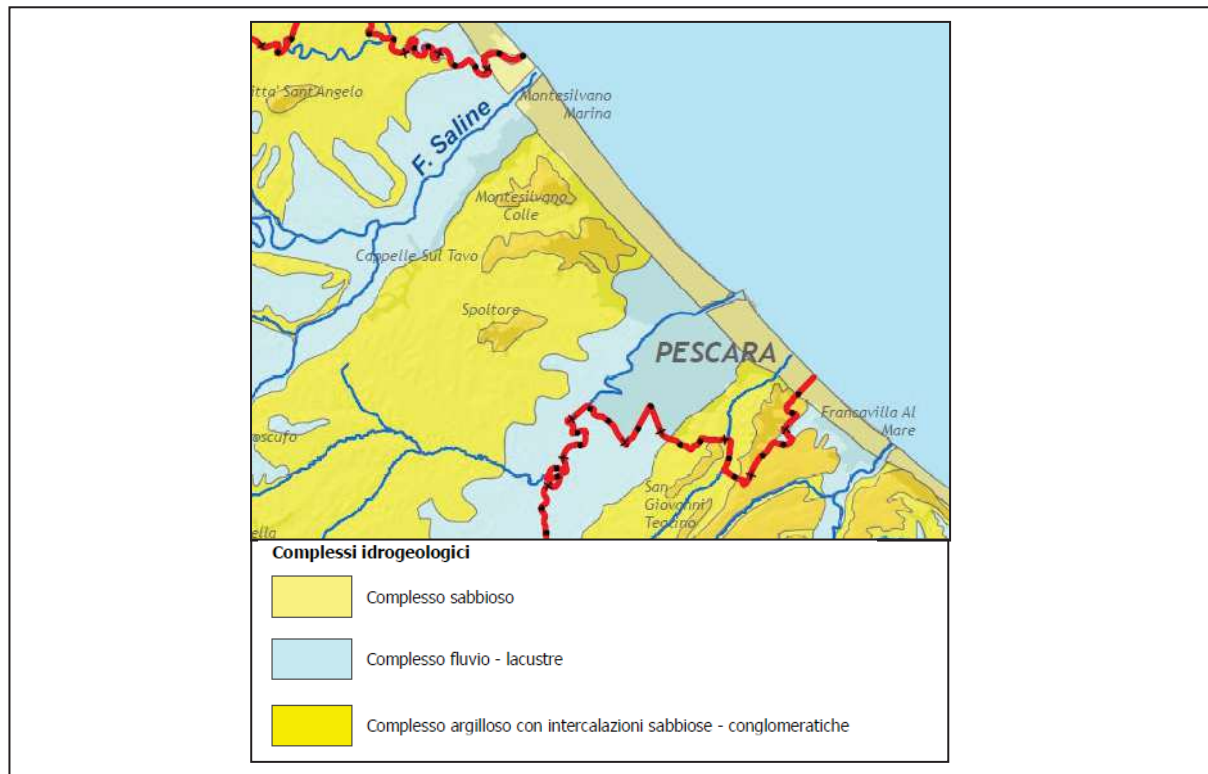 itta' Sant'Angelo
Montesilvano
Marina
F. Saline
Montesilvano
Colle
Cappelle Sul Tavo
Spoltore
PESCARA
Francavilla Al
Mare
oscufo
San
Giovanni
Teatino
ella
Complessi idrogeologici
Complesso sabbioso
Complesso fluvio - lacustre
Complesso argilloso con intercalazioni sabbiose - conglomeratiche